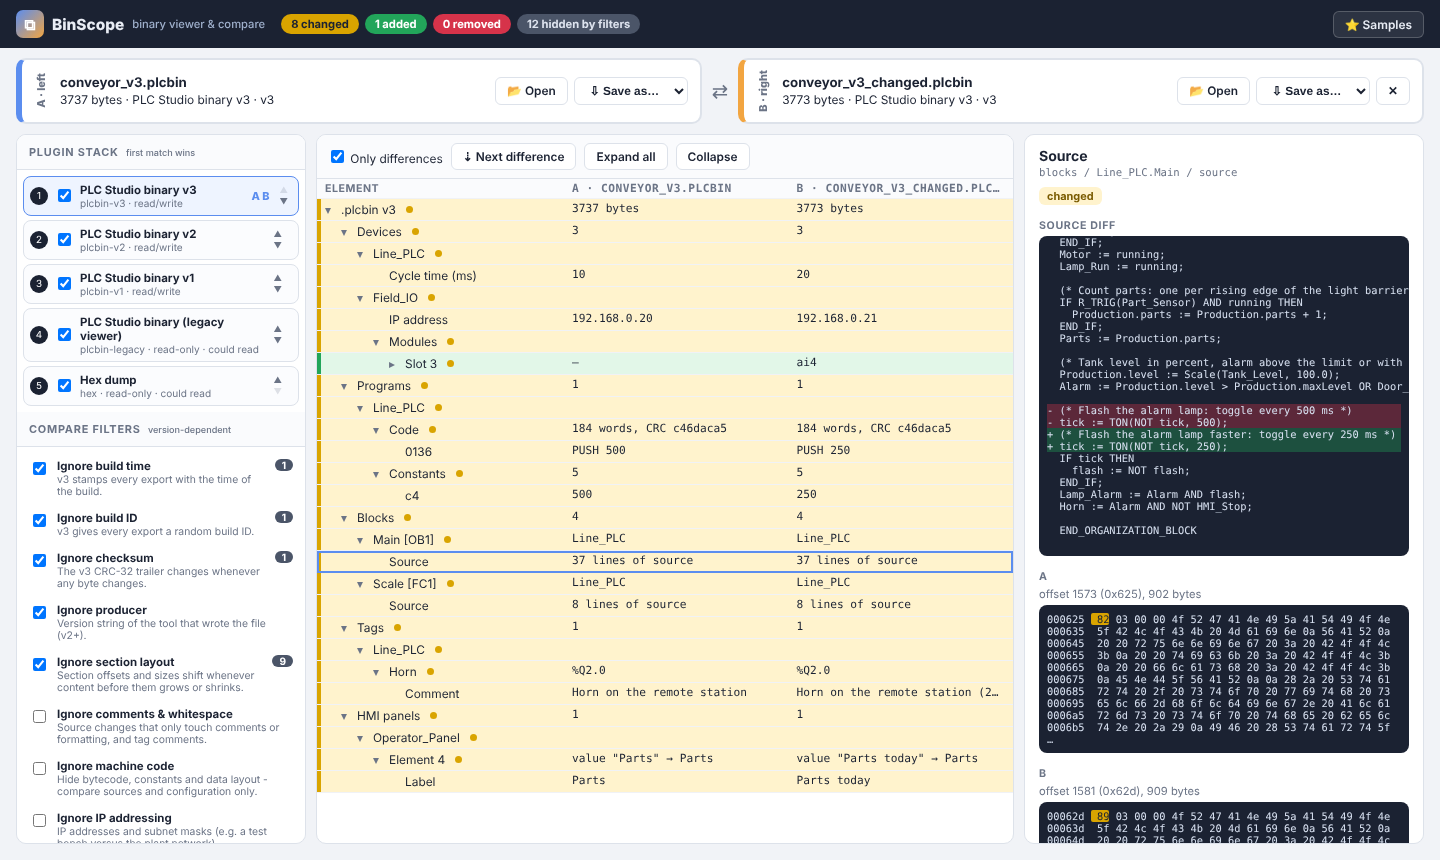 BinScope binary viewer & compare 8 changed 1 added 0 removed 12 hidden by filters ⭐ Samples
A · left
conveyor_v3.plcbin
3737 bytes · PLC Studio binary v3 · v3
📂 Open ⇩ Save as...
⇄
B · right
conveyor_v3_changed.plcbin
3773 bytes · PLC Studio binary v3 · v3
📂 Open ⇩ Save as... ✕
PLUGIN STACK first match wins
1 PLC Studio binary v3 A B
plcbin-v3 · read/write
2 PLC Studio binary v2
plcbin-v2 · read/write
3 PLC Studio binary v1
plcbin-v1 · read/write
4 PLC Studio binary (legacy
viewer)
plcbin-legacy · read-only · could read
5 Hex dump
hex · read-only · could read
COMPARE FILTERS version-dependent
Ignore build time 1
v3 stamps every export with the time of
the build.
Ignore build ID 1
v3 gives every export a random build ID.
Ignore checksum 1
The v3 CRC-32 trailer changes whenever
any byte changes.
Ignore producer
Version string of the tool that wrote the file
(v2+).
Ignore section layout 9
Section offsets and sizes shift whenever
content before them grows or shrinks.
Ignore comments & whitespace
Source changes that only touch comments or
formatting, and tag comments.
Ignore machine code
Hide bytecode, constants and data layout -
compare sources and configuration only.
Ignore IP addressing
IP addresses and subnet masks (e.g. a test
bench versus the plant network).
Only differences ↓ Next difference Expand all Collapse
ELEMENT A · CONVEYOR_V3.PLCBIN B · CONVEYOR_V3_CHANGED.PLC…
.plcbin v3 3737 bytes 3773 bytes
Devices 3 3
Line_PLC
Cycle time (ms) 10 20
Field_IO
IP address 192.168.0.20 192.168.0.21
Modules
Slot 3 — ai4
Programs 1 1
Line_PLC
Code 184 words, CRC c46daca5 184 words, CRC c46daca5
0136 PUSH 500 PUSH 250
Constants 5 5
c4 500 250
Blocks 4 4
Main [OB1] Line_PLC Line_PLC
Source 37 lines of source 37 lines of source
Scale [FC1] Line_PLC Line_PLC
Source 8 lines of source 8 lines of source
Tags 1 1
Line_PLC
Horn %Q2.0 %Q2.0
Comment Horn on the remote station Horn on the remote station (2…
HMI panels 1 1
Operator_Panel
Element 4 value "Parts" → Parts value "Parts today" → Parts
Label Parts Parts today
Source
blocks / Line_PLC.Main / source
changed
SOURCE DIFF
END_IF;
Motor := running;
Lamp_Run := running;
(* Count parts: one per rising edge of the light barrier
IF R_TRIG(Part_Sensor) AND running THEN
Production.parts := Production.parts + 1;
END_IF;
Parts := Production.parts;
(* Tank level in percent, alarm above the limit or with
Production.level := Scale(Tank_Level, 100.0);
Alarm := Production.level > Production.maxLevel OR Door_
- (* Flash the alarm lamp: toggle every 500 ms *)
- tick := TON(NOT tick, 500);
+ (* Flash the alarm lamp faster: toggle every 250 ms *)
+ tick := TON(NOT tick, 250);
IF tick THEN
flash := NOT flash;
END_IF;
Lamp_Alarm := Alarm AND flash;
Horn := Alarm AND NOT HMI_Stop;
END_ORGANIZATION_BLOCK
A
offset 1573 (0x625), 902 bytes
000625 82 03 00 00 4f 52 47 41 4e 49 5a 41 54 49 4f 4e
000635 5f 42 4c 4f 43 4b 20 4d 61 69 6e 0a 56 41 52 0a
000645 20 20 72 75 6e 6e 69 6e 67 20 3a 20 42 4f 4f 4c
000655 3b 0a 20 20 74 69 63 6b 20 3a 20 42 4f 4f 4c 3b
000665 0a 20 20 66 6c 61 73 68 20 3a 20 42 4f 4f 4c 3b
000675 0a 45 4e 44 5f 56 41 52 0a 0a 28 2a 20 53 74 61
000685 72 74 20 2f 20 73 74 6f 70 20 77 69 74 68 20 73
000695 65 6c 66 2d 68 6f 6c 64 69 6e 67 2e 20 41 6c 61
0006a5 72 6d 73 20 73 74 6f 70 20 74 68 65 20 62 65 6c
0006b5 74 2e 20 2a 29 0a 49 46 20 28 53 74 61 72 74 5f
…
B
offset 1581 (0x62d), 909 bytes
00062d 89 03 00 00 4f 52 47 41 4e 49 5a 41 54 49 4f 4e
00063d 5f 42 4c 4f 43 4b 20 4d 61 69 6e 0a 56 41 52 0a
00064d 20 20 72 75 6e 6e 69 6e 67 20 3a 20 42 4f 4f 4c